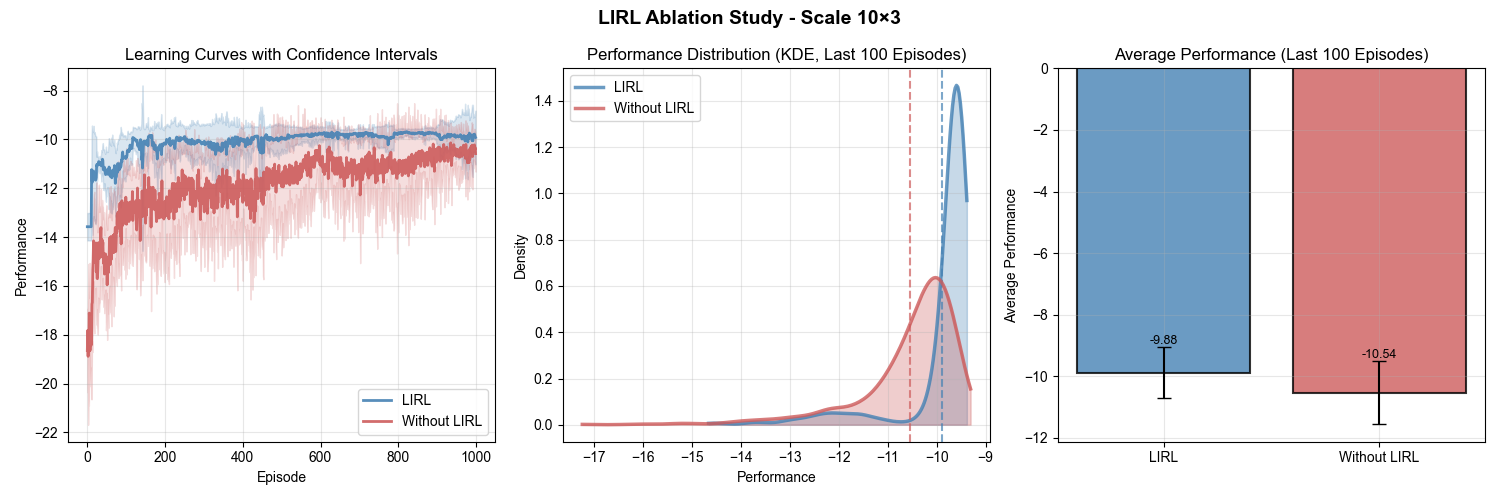 LIRL Ablation Study - Scale 10×3
Learning Curves with Confidence Intervals
Performance
−8
−10
−12
−14
−16
−18
−20
−22
0
200
400
600
800
1000
Episode
LIRL
Without LIRL
Performance Distribution (KDE, Last 100 Episodes)
LIRL
Without LIRL
Density
1.4
1.2
1.0
0.8
0.6
0.4
0.2
0.0
−17
−16
−15
−14
−13
−12
−11
−10
−9
Performance
Average Performance (Last 100 Episodes)
Average Performance
0
−2
−4
−6
−8
−10
−12
-9.88
-10.54
LIRL
Without LIRL